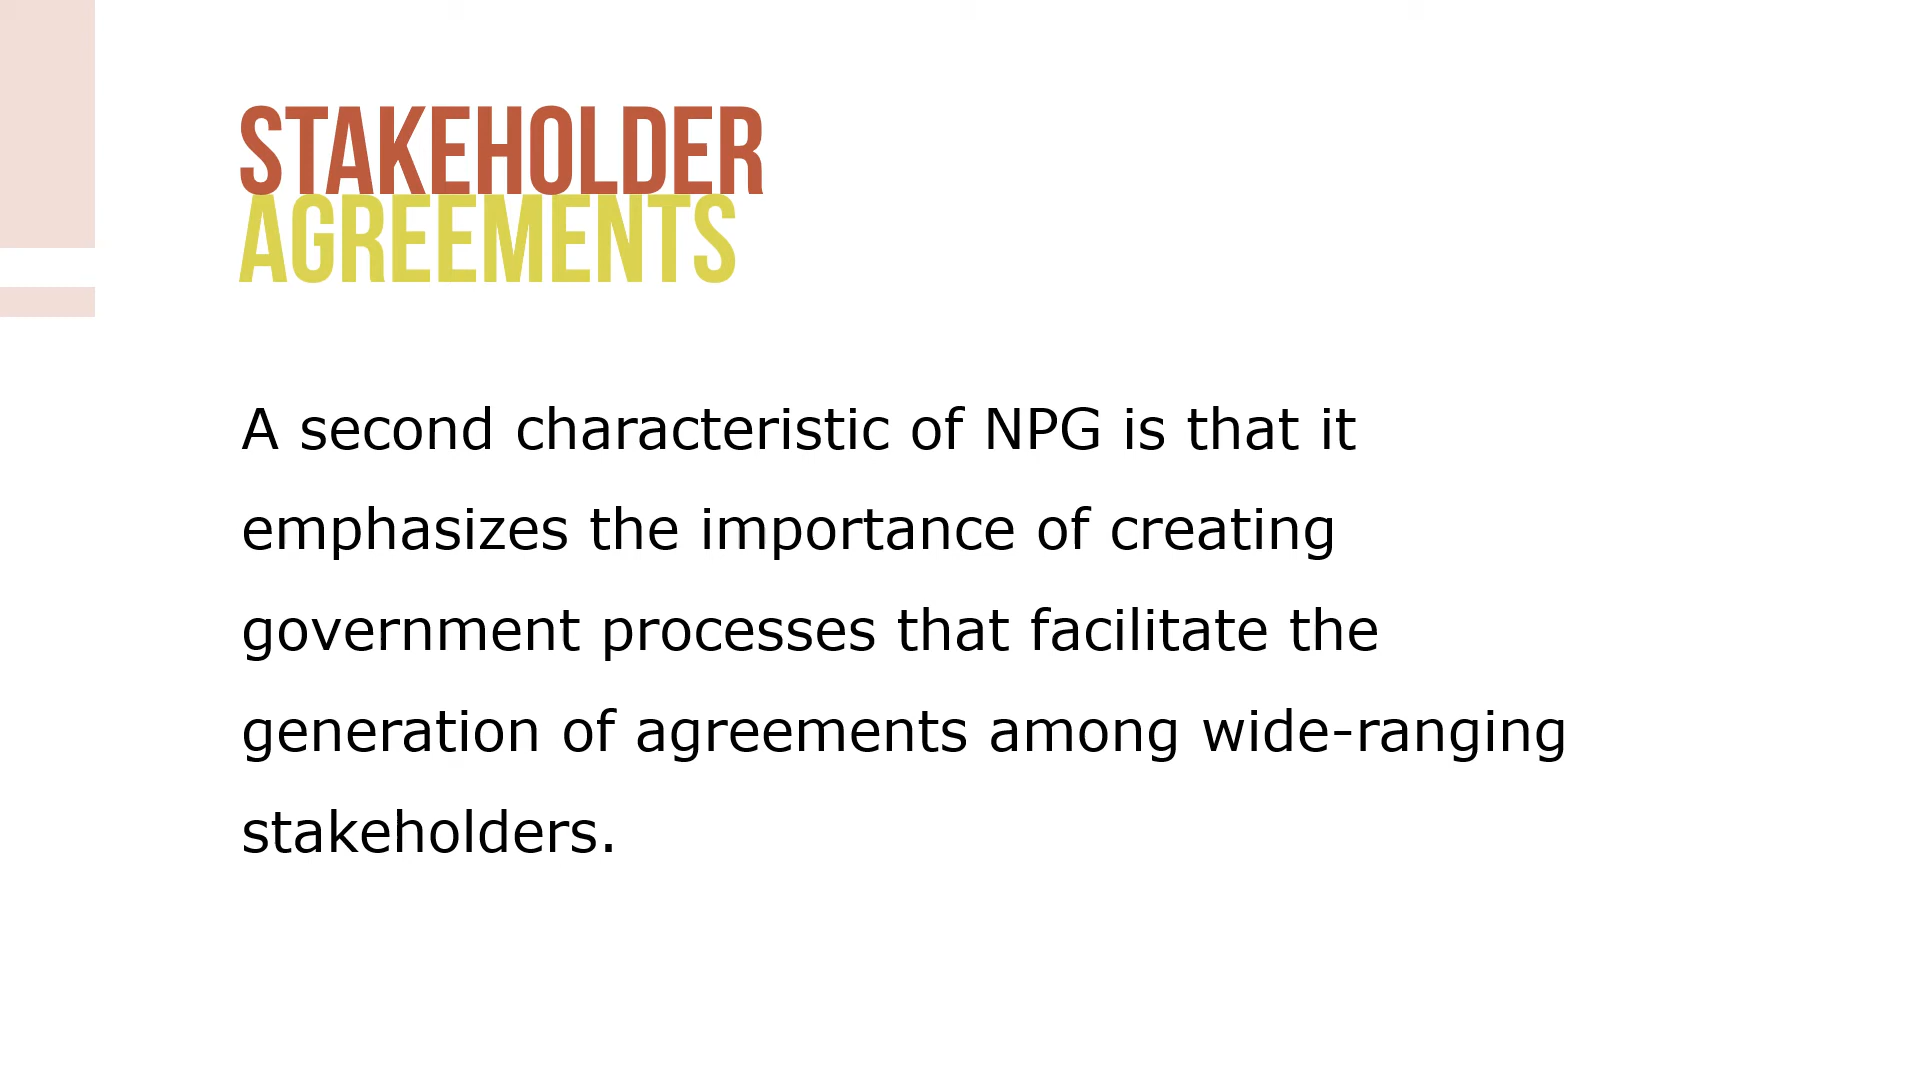 STAKEHOLDER
AGREEMENTS
A second characteristic of NPG is that it
emphasizes the importance of creating
government processes that facilitate the
generation of agreements among wide-ranging
stakeholders.